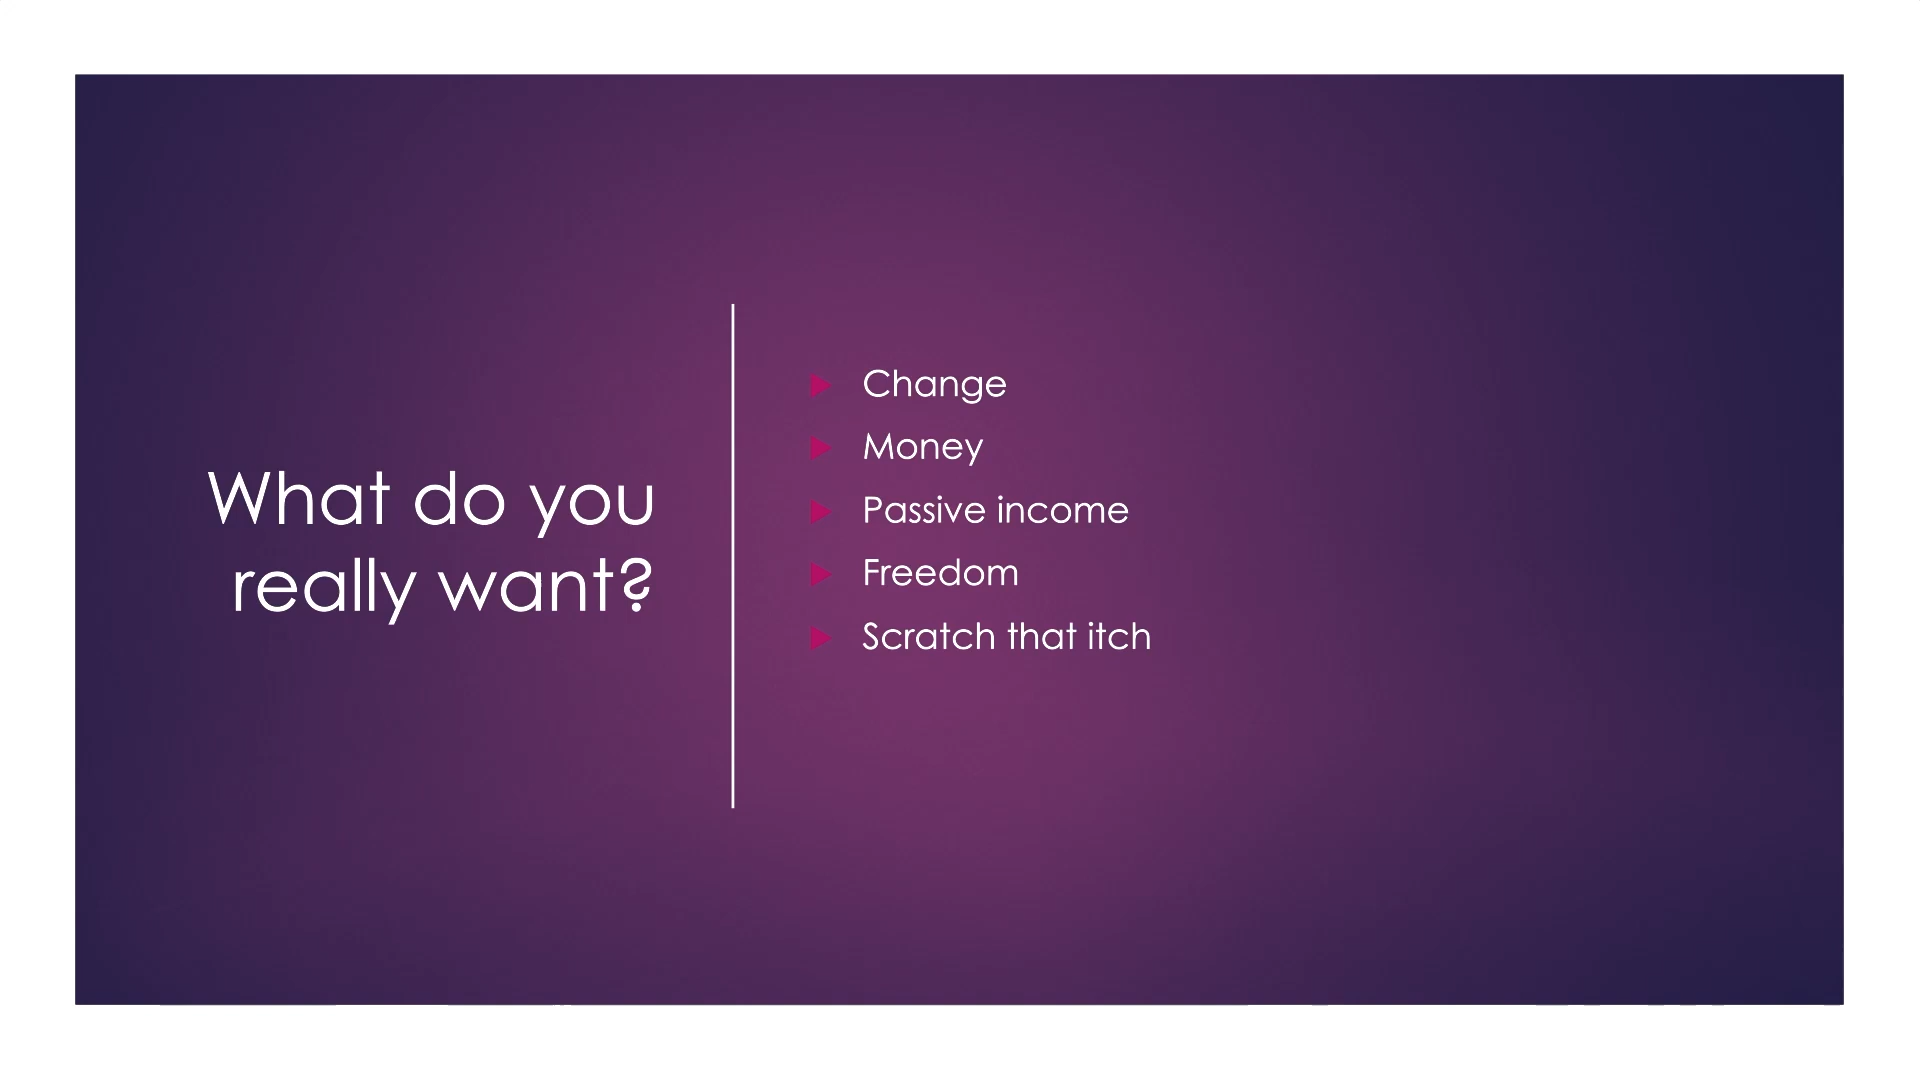 What do you
really want?
Change
Money
Passive income
Freedom
Scratch that itch